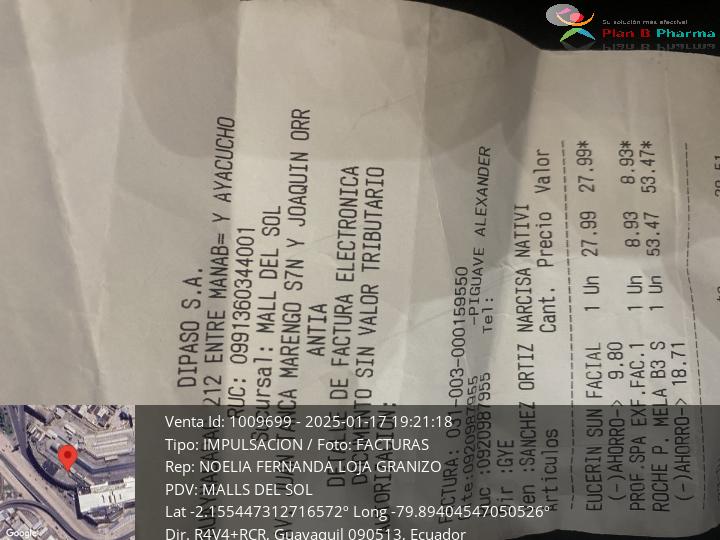 Su solución más efectiva!
Plan B Pharma
DIPASO S.A.
212 ENTRE MANAB= Y AYACUCHO
RUC: 0991360344001
Sucursal: MALL DEL SOL
MARENGO S7N Y JOAQUIN ORR
ANTIA
DE FACTURA ELECTRONICA
SIN VALOR TRIBUTARIO
FACTURA: 031-003-000159550
-PIGUAVE ALEXANDER
:0920987955 Tel:
:GYE
:SANCHEZ ORTIZ NARCISA NATIVI
Articulos Cant. Precio Valor
EUCERIN SUN FACIAL 1 Un 27.99 27.99*
(-)AHORRO-> 9.80
PROF.SPA EXF.FAC.1 1 Un 8.93 8.93*
ROCHE P. MELA B3 S 1 Un 53.47 53.47*
(-)AHORRO-> 18.71
Venta Id: 1009699 - 2025-01-17 19:21:18
Tipo: IMPULSACION / Foto: FACTURAS
Rep: NOELIA FERNANDA LOJA GRANIZO
PDV: MALLS DEL SOL
Lat -2.155447312716572° Long -79.89404547050526°
Dir. R4V4+RCR, Guayaquil 090513, Ecuador
Google